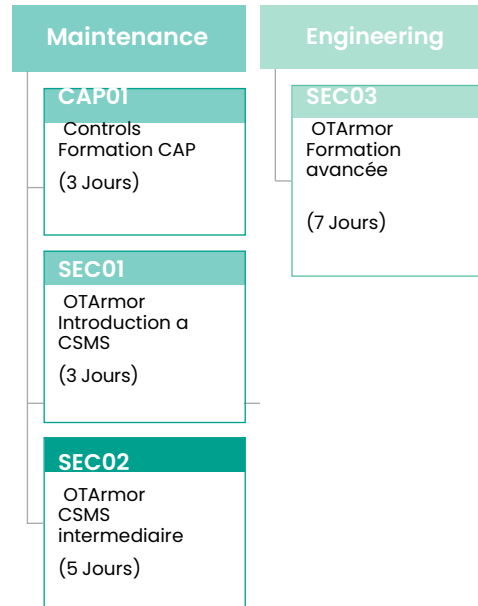 Maintenance
CAP01
Controls
Formation CAP
(3 Jours)
SEC01
OTArmor
Introduction a
CSMS
(3 Jours)
SEC02
OTArmor
CSMS
intermediaire
(5 Jours)
Engineering
SEC03
OTArmor
Formation
avancée
(7 Jours)